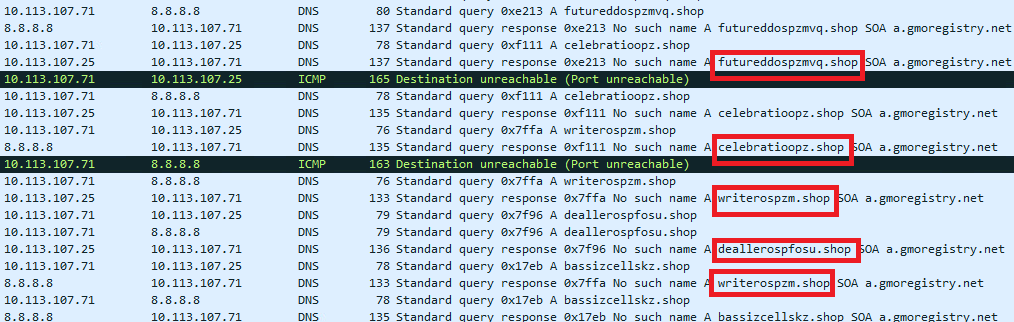 10.113.107.71 8.8.8.8 DNS 80 Standard query 0xe213 A futureddospzmvq.shop
8.8.8.8 10.113.107.71 DNS 137 Standard query response 0xe213 No such name A futureddospzmvq.shop SOA a.gmoregistry.net
10.113.107.71 10.113.107.25 DNS 78 Standard query 0xf111 A celebratioopz.shop
10.113.107.25 10.113.107.71 DNS 137 Standard query response 0xe213 No such name A futureddospzmvq.shop SOA a.gmoregistry.net
10.113.107.71 10.113.107.25 ICMP 165 Destination unreachable (Port unreachable)
10.113.107.71 8.8.8.8 DNS 78 Standard query 0xf111 A celebratioopz.shop
10.113.107.25 10.113.107.71 DNS 135 Standard query response 0xf111 No such name A celebratioopz.shop SOA a.gmoregistry.net
10.113.107.71 10.113.107.25 DNS 76 Standard query 0x7ffa A writerospzm.shop
8.8.8.8 10.113.107.71 DNS 135 Standard query response 0xf111 No such name A celebratioopz.shop SOA a.gmoregistry.net
10.113.107.71 8.8.8.8 ICMP 163 Destination unreachable (Port unreachable)
10.113.107.71 8.8.8.8 DNS 76 Standard query 0x7ffa A writerospzm.shop
10.113.107.25 10.113.107.71 DNS 133 Standard query response 0x7ffa No such name A writerospzm.shop SOA a.gmoregistry.net
10.113.107.71 10.113.107.25 DNS 79 Standard query 0x7f96 A deallerospfosu.shop
10.113.107.71 8.8.8.8 DNS 79 Standard query 0x7f96 A deallerospfosu.shop
10.113.107.25 10.113.107.71 DNS 136 Standard query response 0x7f96 No such name A deallerospfosu.shop SOA a.gmoregistry.net
10.113.107.71 10.113.107.25 DNS 78 Standard query 0x17eb A bassizcellskz.shop
8.8.8.8 10.113.107.71 DNS 133 Standard query response 0x7ffa No such name A writerospzm.shop SOA a.gmoregistry.net
10.113.107.71 8.8.8.8 DNS 78 Standard query 0x17eb A bassizcellskz.shop
8.8.8.8 10.113.107.71 DNS 135 Standard query response 0x17eb No such name A bassizcellskz.shop SOA a.gmoregistry.net